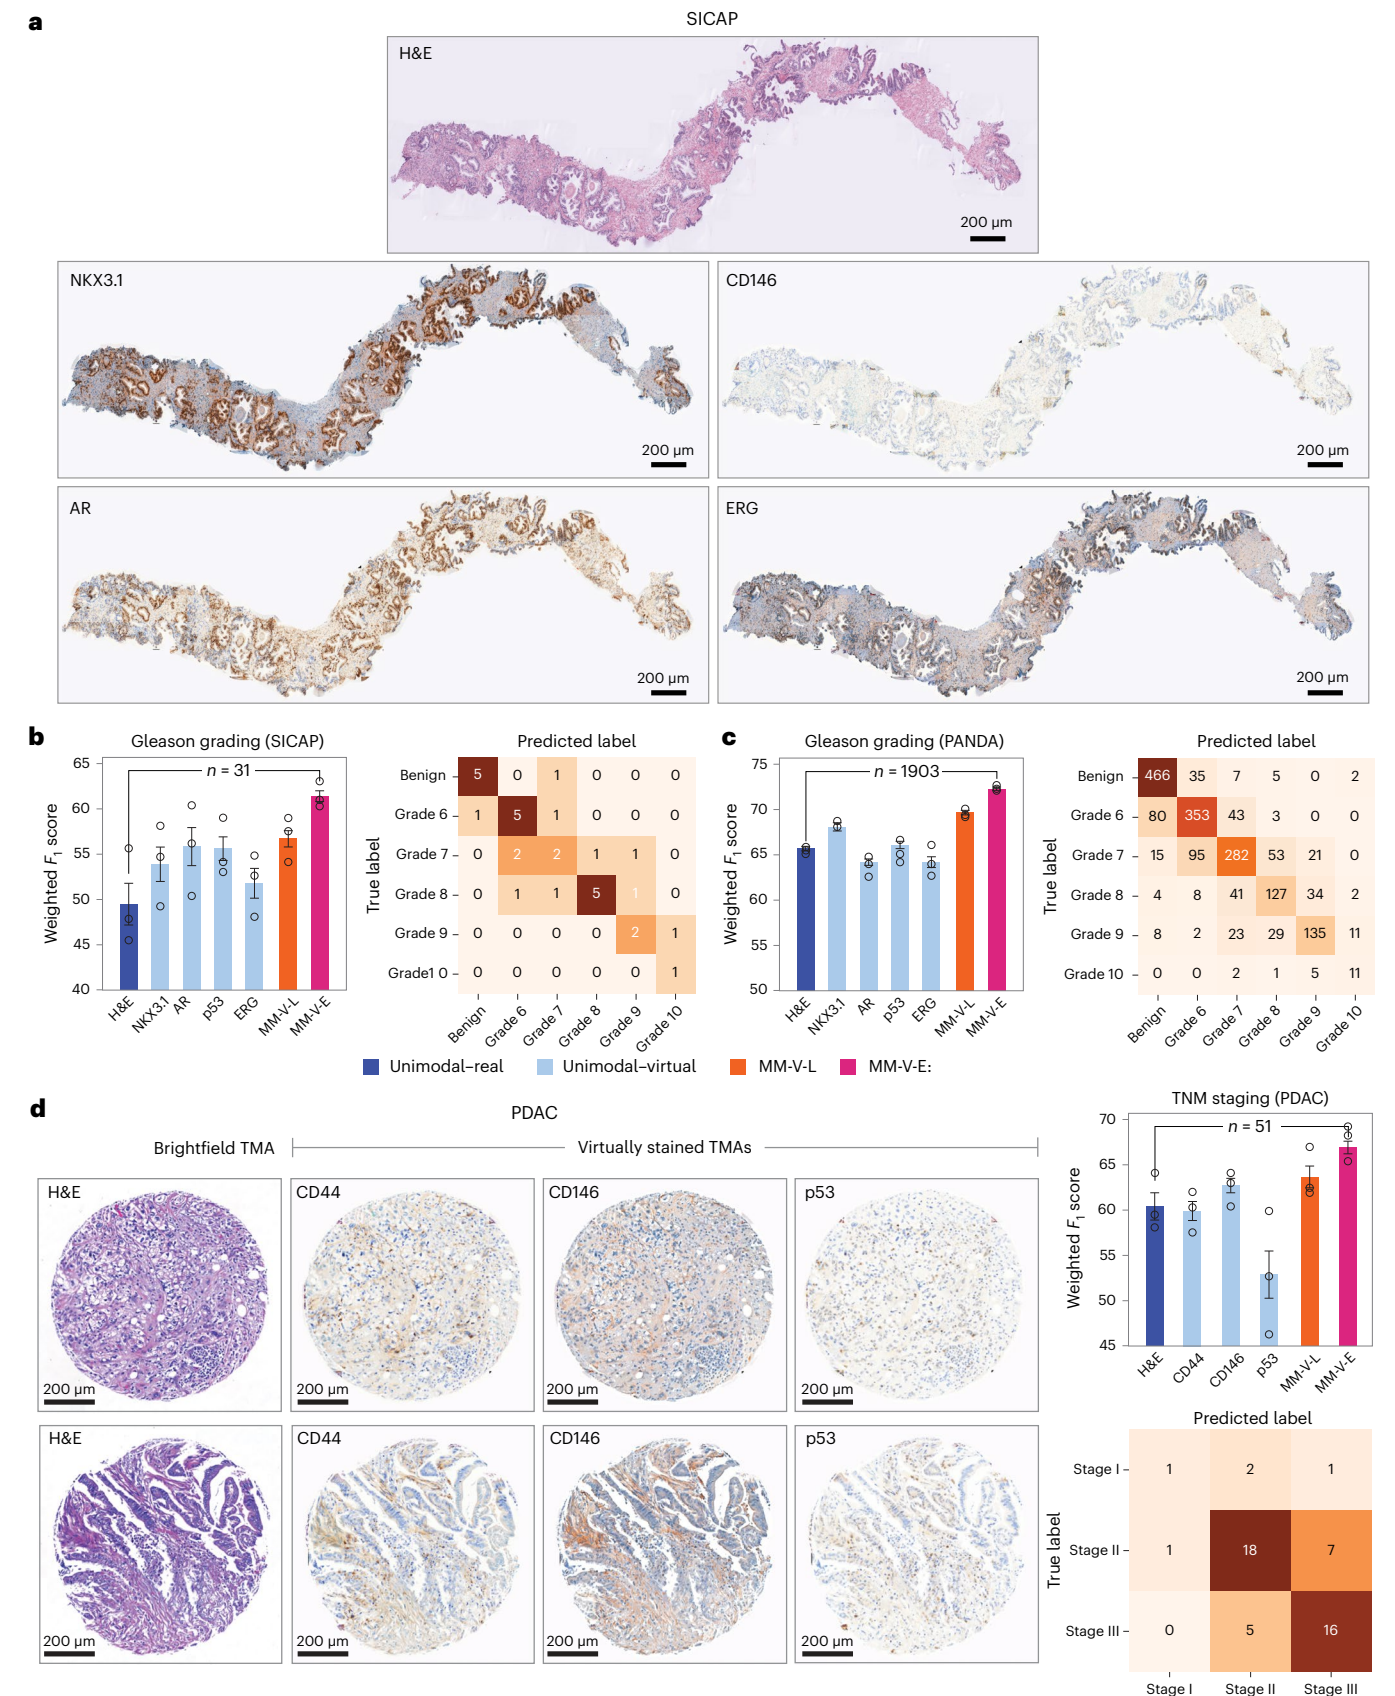 a
SICAP
H&E
200 µm
NKX3.1
200 µm
CD146
200 µm
AR
200 µm
ERG
200 µm
b
Gleason grading (SICAP)
n = 31
Weighted F1 score
65
60
55
50
45
40
H&E
NKX3.1
AR
p53
ERG
MM-V-L
MM-V-E
Predicted label
True label
Benign 5 0 1 0 0 0
Grade 6 1 5 1 0 0 0
Grade 7 0 2 2 1 1 0
Grade 8 0 1 1 5 1 0
Grade 9 0 0 0 0 2 1
Grade1 0 0 0 0 0 0 1
Benign
Grade 6
Grade 7
Grade 8
Grade 9
Grade 10
c
Gleason grading (PANDA)
n = 1903
Weighted F1 score
75
70
65
60
55
50
H&E
NKX3.1
AR
p53
ERG
MM-V-L
MM-V-E
Predicted label
True label
Benign 466 35 7 5 0 2
Grade 6 80 353 43 3 0 0
Grade 7 15 95 282 53 21 0
Grade 8 4 8 41 127 34 2
Grade 9 8 2 23 29 135 11
Grade 10 0 0 2 1 5 11
Benign
Grade 6
Grade 7
Grade 8
Grade 9
Grade 10
Unimodal–real
Unimodal–virtual
MM-V-L
MM-V-E:
d
PDAC
Brightfield TMA
Virtually stained TMAs
H&E
200 µm
CD44
200 µm
CD146
200 µm
p53
200 µm
H&E
200 µm
CD44
200 µm
CD146
200 µm
p53
200 µm
TNM staging (PDAC)
n = 51
Weighted F1 score
70
65
60
55
50
45
H&E
CD44
CD146
p53
MM-V-L
MM-V-E
Predicted label
True label
Stage I 1 2 1
Stage II 1 18 7
Stage III 0 5 16
Stage I
Stage II
Stage III